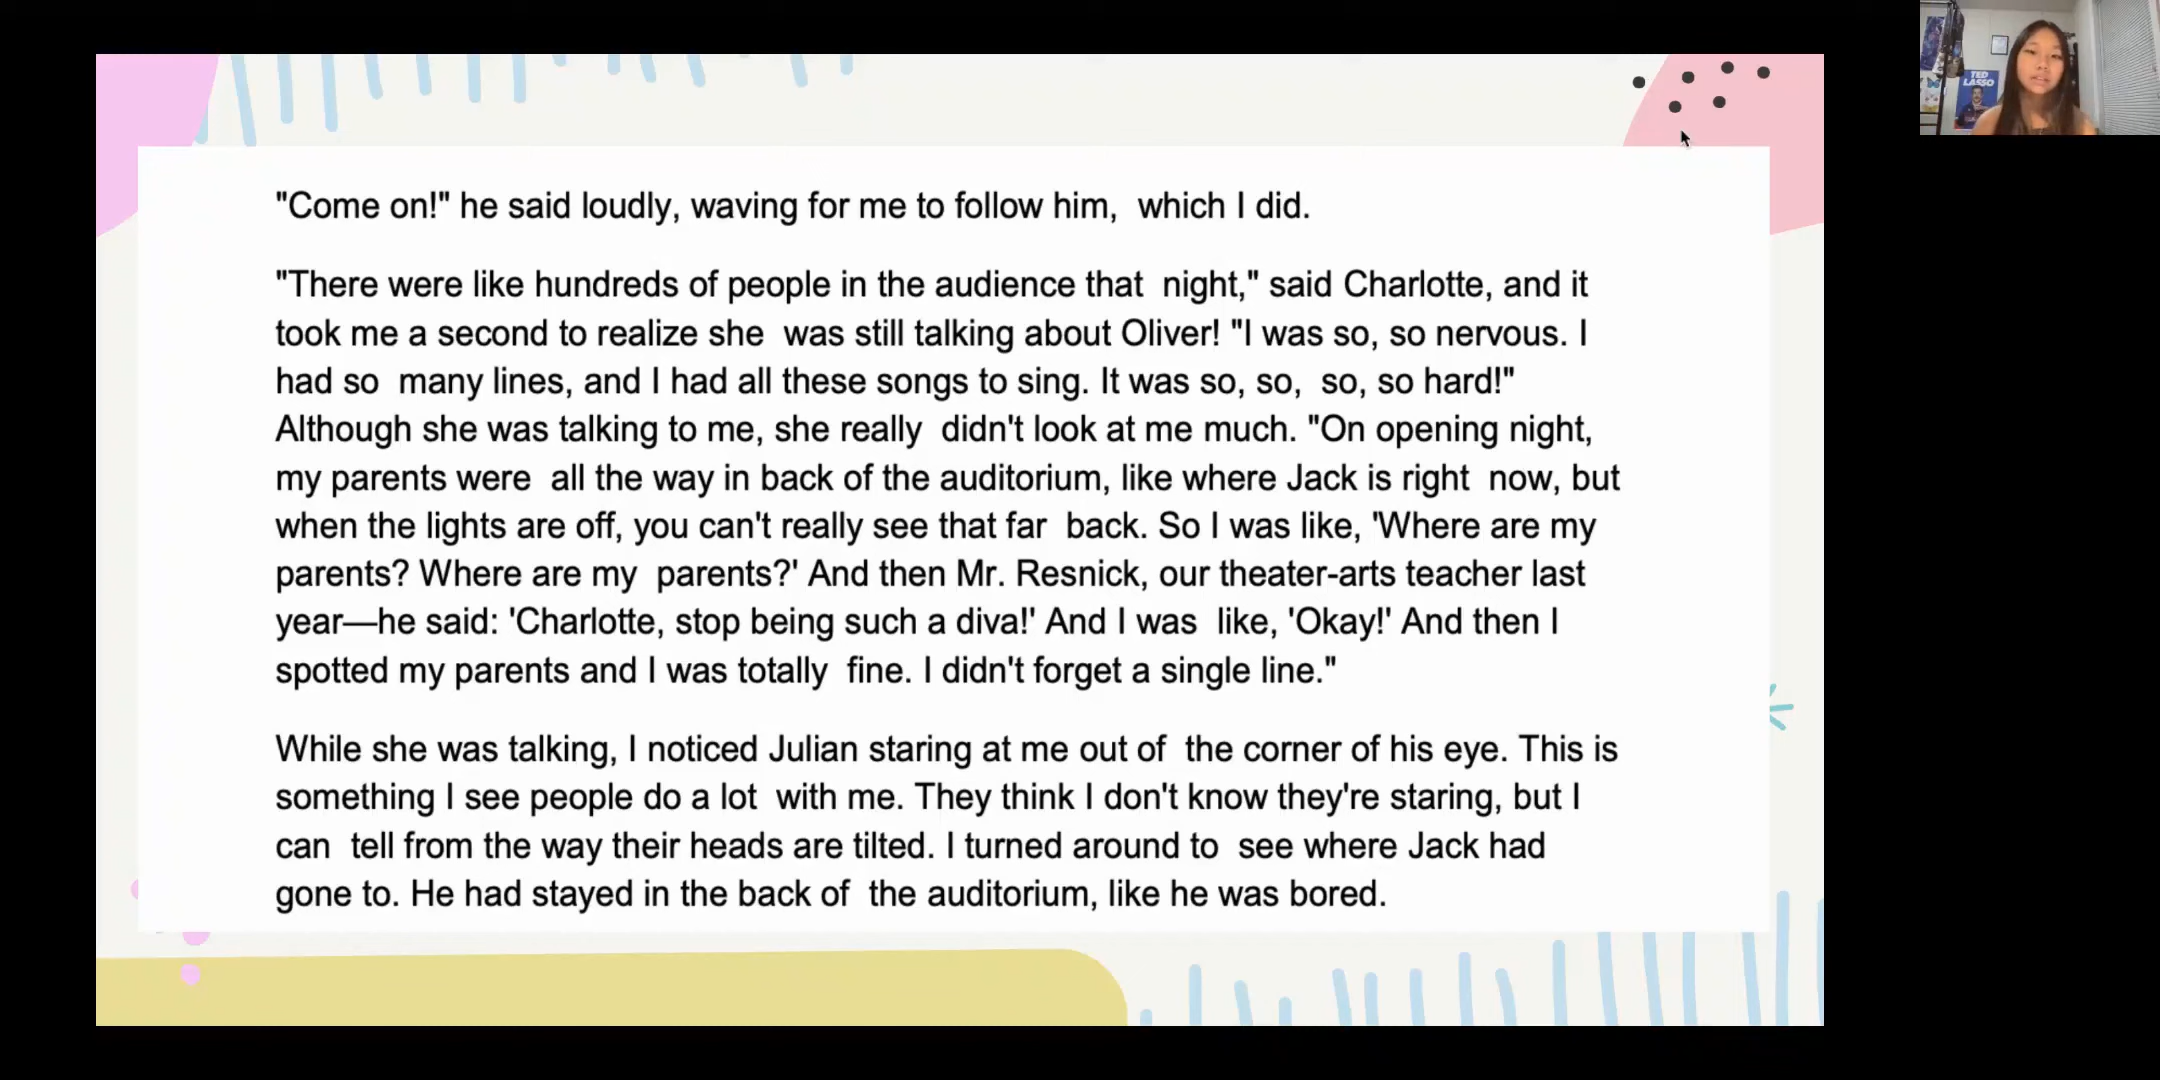 "Come on!" he said loudly, waving for me to follow him, which I did.
"There were like hundreds of people in the audience that night," said Charlotte, and it
took me a second to realize she was still talking about Oliver! "I was so, so nervous. I
had so many lines, and I had all these songs to sing. It was so, so, so, so hard!"
Although she was talking to me, she really didn't look at me much. "On opening night,
my parents were all the way in back of the auditorium, like where Jack is right now, but
when the lights are off, you can't really see that far back. So I was like, 'Where are my
parents? Where are my parents?' And then Mr. Resnick, our theater-arts teacher last
year—he said: 'Charlotte, stop being such a diva!' And I was like, 'Okay!' And then I
spotted my parents and I was totally fine. I didn't forget a single line."
While she was talking, I noticed Julian staring at me out of the corner of his eye. This is
something I see people do a lot with me. They think I don't know they're staring, but I
can tell from the way their heads are tilted. I turned around to see where Jack had
gone to. He had stayed in the back of the auditorium, like he was bored.
TED
LASSO